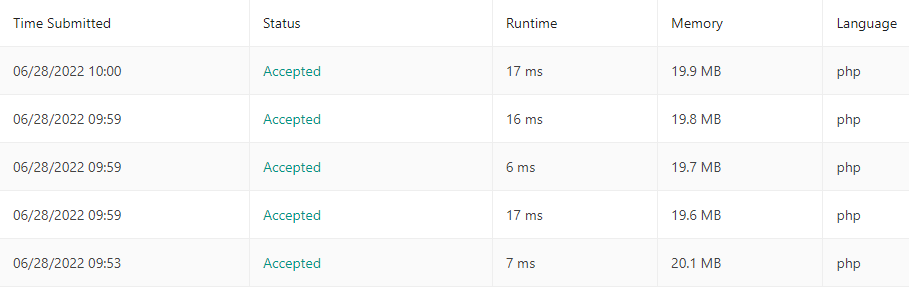 Time Submitted Status Runtime Memory Language
06/28/2022 10:00 Accepted 17 ms 19.9 MB php
06/28/2022 09:59 Accepted 16 ms 19.8 MB php
06/28/2022 09:59 Accepted 6 ms 19.7 MB php
06/28/2022 09:59 Accepted 17 ms 19.6 MB php
06/28/2022 09:53 Accepted 7 ms 20.1 MB php